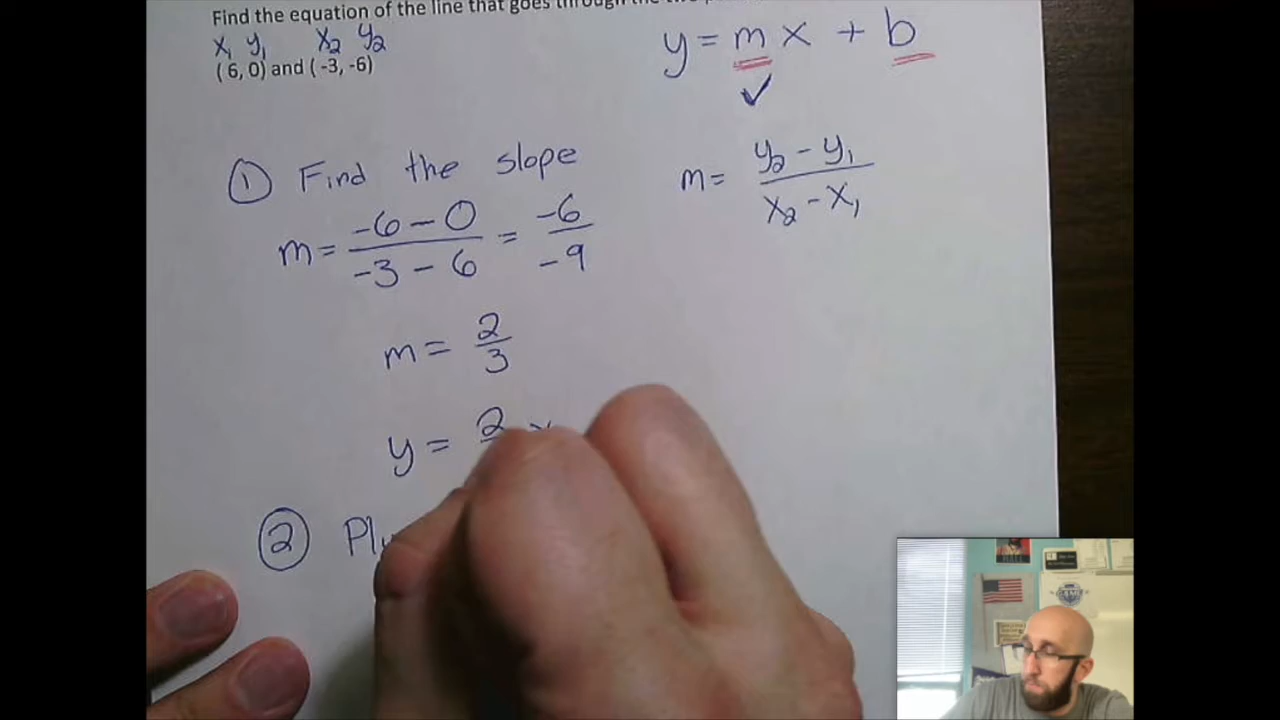 Find the equation of the line that goes through the two
x₁ y₁ x₂ y₂
( 6, 0) and ( -3, -6)
y = m x + b
✓
① Find the slope
m = y₂ - y₁ / x₂ - x₁
m = -6 - 0 / -3 - 6 = -6 / -9
m = 2/3
y = 2
②